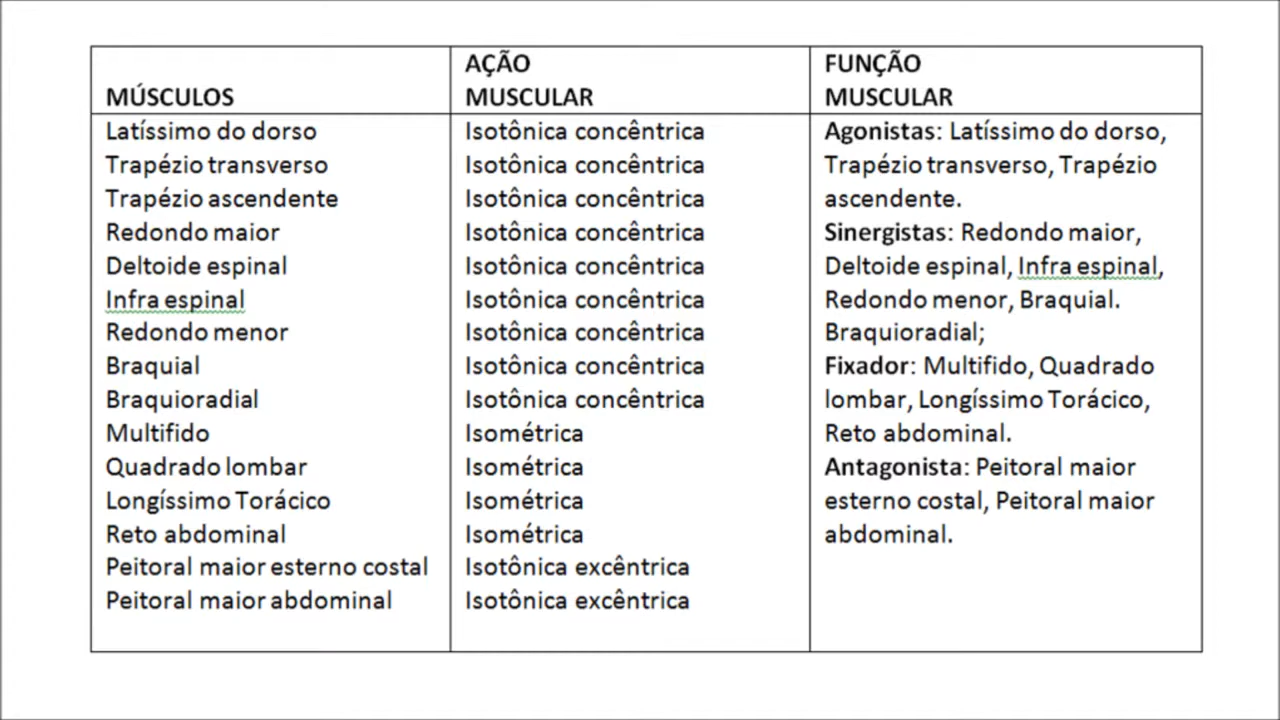 MÚSCULOS
AÇÃO
MUSCULAR
FUNÇÃO
MUSCULAR
Latíssimo do dorso
Trapézio transverso
Trapézio ascendente
Redondo maior
Deltoide espinal
Infra espinal
Redondo menor
Braquial
Braquioradial
Multifido
Quadrado lombar
Longíssimo Torácico
Reto abdominal
Peitoral maior esterno costal
Peitoral maior abdominal
Isotônica concêntrica
Isotônica concêntrica
Isotônica concêntrica
Isotônica concêntrica
Isotônica concêntrica
Isotônica concêntrica
Isotônica concêntrica
Isotônica concêntrica
Isotônica concêntrica
Isométrica
Isométrica
Isométrica
Isométrica
Isotônica excêntrica
Isotônica excêntrica
Agonistas: Latíssimo do dorso,
Trapézio transverso, Trapézio
ascendente.
Sinergistas: Redondo maior,
Deltoide espinal, Infra espinal,
Redondo menor, Braquial.
Braquioradial;
Fixador: Multifido, Quadrado
lombar, Longíssimo Torácico,
Reto abdominal.
Antagonista: Peitoral maior
esterno costal, Peitoral maior
abdominal.